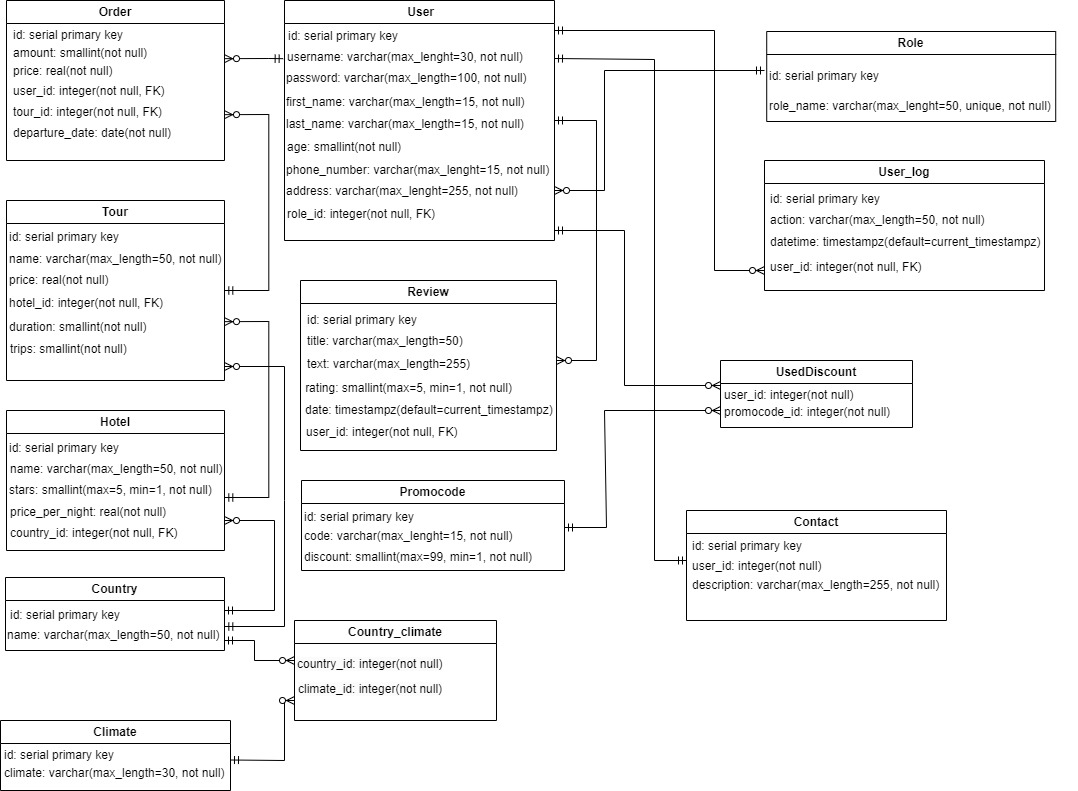 Order
id: serial primary key
amount: smallint(not null)
price: real(not null)
user_id: integer(not null, FK)
tour_id: integer(not null, FK)
departure_date: date(not null)
User
id: serial primary key
username: varchar(max_lenght=30, not null)
password: varchar(max_length=100, not null)
first_name: varchar(max_length=15, not null)
last_name: varchar(max_length=15, not null)
age: smallint(not null)
phone_number: varchar(max_lenght=15, not null)
address: varchar(max_lenght=255, not null)
role_id: integer(not null, FK)
Role
id: serial primary key
role_name: varchar(max_lenght=50, unique, not null)
User_log
id: serial primary key
action: varchar(max_length=50, not null)
datetime: timestampz(default=current_timestampz)
user_id: integer(not null, FK)
Tour
id: serial primary key
name: varchar(max_length=50, not null)
price: real(not null)
hotel_id: integer(not null, FK)
duration: smallint(not null)
trips: smallint(not null)
Review
id: serial primary key
title: varchar(max_length=50)
text: varchar(max_length=255)
rating: smallint(max=5, min=1, not null)
date: timestampz(default=current_timestampz)
user_id: integer(not null, FK)
UsedDiscount
user_id: integer(not null)
promocode_id: integer(not null)
Hotel
id: serial primary key
name: varchar(max_length=50, not null)
stars: smallint(max=5, min=1, not null)
price_per_night: real(not null)
country_id: integer(not null, FK)
Promocode
id: serial primary key
code: varchar(max_lenght=15, not null)
discount: smallint(max=99, min=1, not null)
Contact
id: serial primary key
user_id: integer(not null)
description: varchar(max_length=255, not null)
Country
id: serial primary key
name: varchar(max_length=50, not null)
Country_climate
country_id: integer(not null)
climate_id: integer(not null)
Climate
id: serial primary key
climate: varchar(max_length=30, not null)